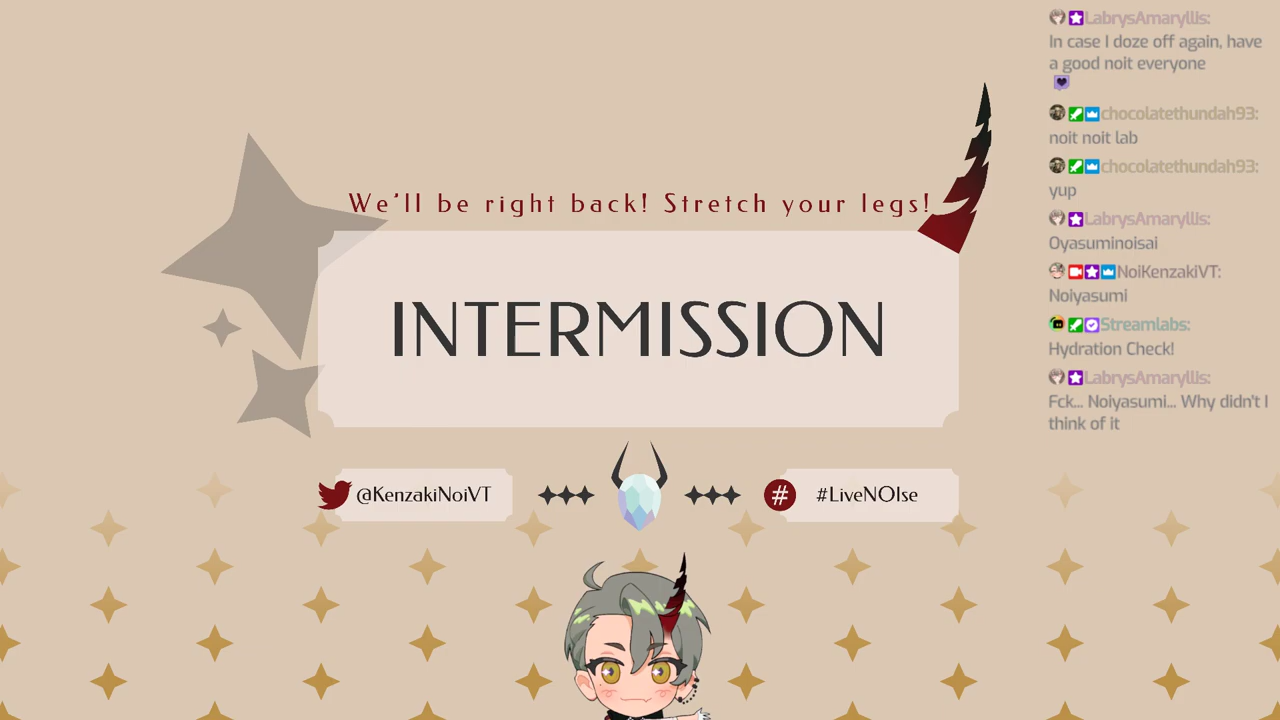 We'll be right back! Stretch your legs!
INTERMISSION
@KenzakiNoiVT
#
#LiveNOIse
LabrysAmaryllis:
In case I doze off again, have
a good noit everyone
chocolatethundah93:
noit noit lab
chocolatethundah93:
yup
LabrysAmaryllis:
Oyasuminoisai
NoiKenzakiVT:
Noiyasumi
Streamlabs:
Hydration Check!
LabrysAmaryllis:
Fck... Noiyasumi... Why didn't I
think of it